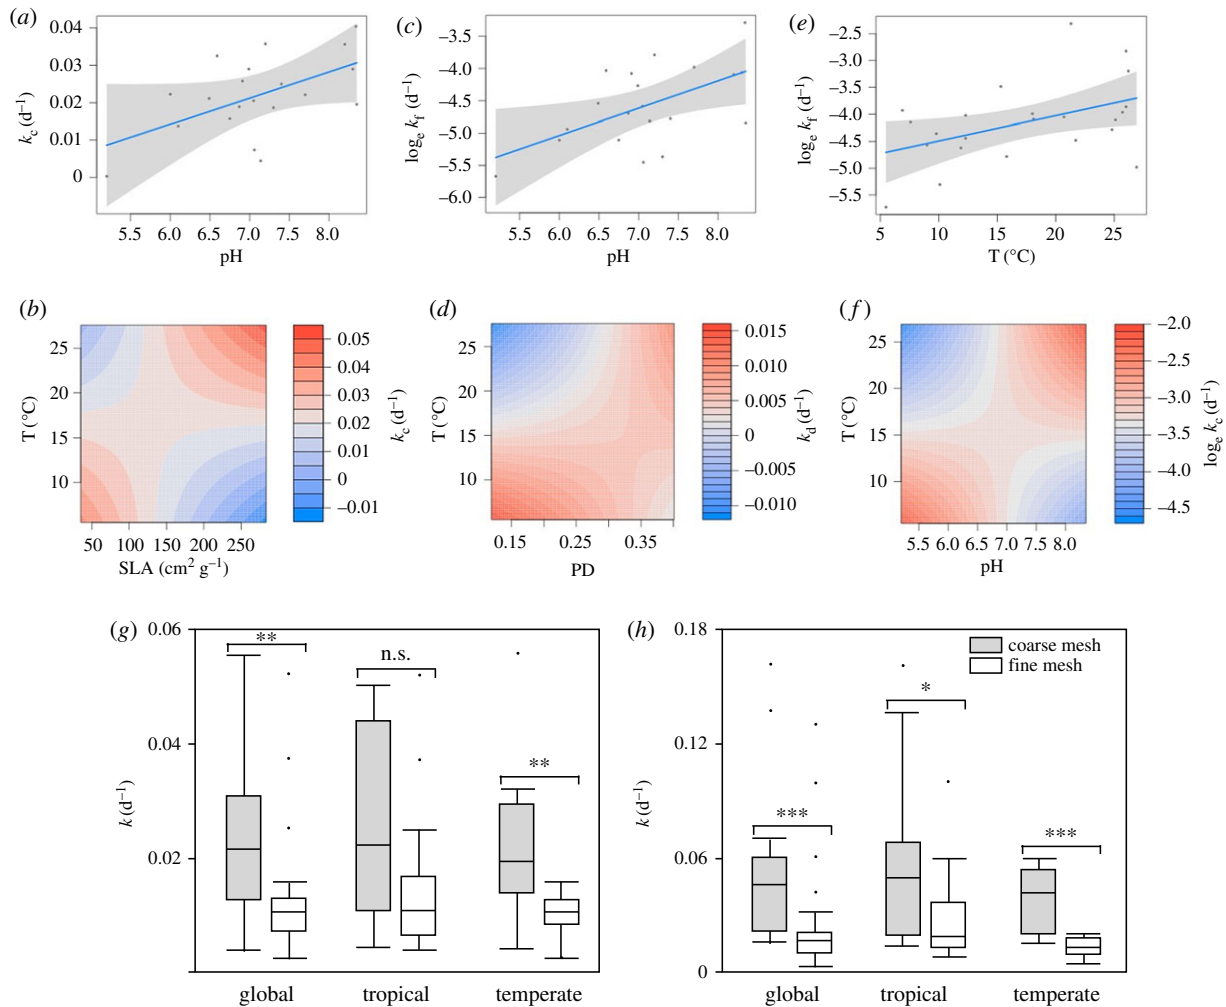 (a)
0.04
0.03
0.02
0.01
0
k_c (d⁻¹)
5.5 6.0 6.5 7.0 7.5 8.0
pH
(c)
−3.5
−4.0
−4.5
−5.0
−5.5
−6.0
logₑ k_f (d⁻¹)
5.5 6.0 6.5 7.0 7.5 8.0
pH
(e)
−2.5
−3.0
−3.5
−4.0
−4.5
−5.0
−5.5
logₑ k_f (d⁻¹)
5 10 15 20 25
T (°C)
(b)
25
20
15
10
T (°C)
50 100 150 200 250
SLA (cm² g⁻¹)
0.05
0.04
0.03
0.02
0.01
0
−0.01
k_c (d⁻¹)
(d)
25
20
15
10
T (°C)
0.15 0.25 0.35
PD
0.015
0.010
0.005
0
−0.005
−0.010
k_d (d⁻¹)
(f)
25
20
15
10
T (°C)
5.5 6.0 6.5 7.0 7.5 8.0
pH
−2.0
−2.5
−3.0
−3.5
−4.0
−4.5
logₑ k_c (d⁻¹)
(g)
0.06
0.04
0.02
k (d⁻¹)
**
n.s.
**
global tropical temperate
(h)
0.18
0.12
0.06
0
k (d⁻¹)
coarse mesh
fine mesh
***
*
***
global tropical temperate